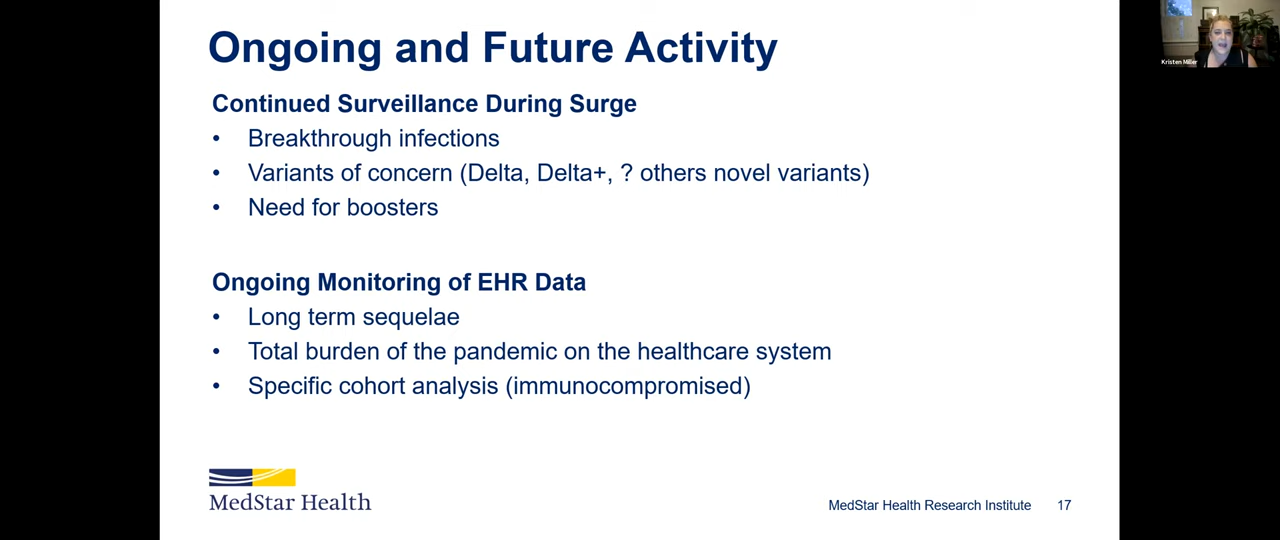 Ongoing and Future Activity
Kristen Miller
Continued Surveillance During Surge
• Breakthrough infections
• Variants of concern (Delta, Delta+, ? others novel variants)
• Need for boosters
Ongoing Monitoring of EHR Data
• Long term sequelae
• Total burden of the pandemic on the healthcare system
• Specific cohort analysis (immunocompromised)
MedStar Health
MedStar Health Research Institute 17